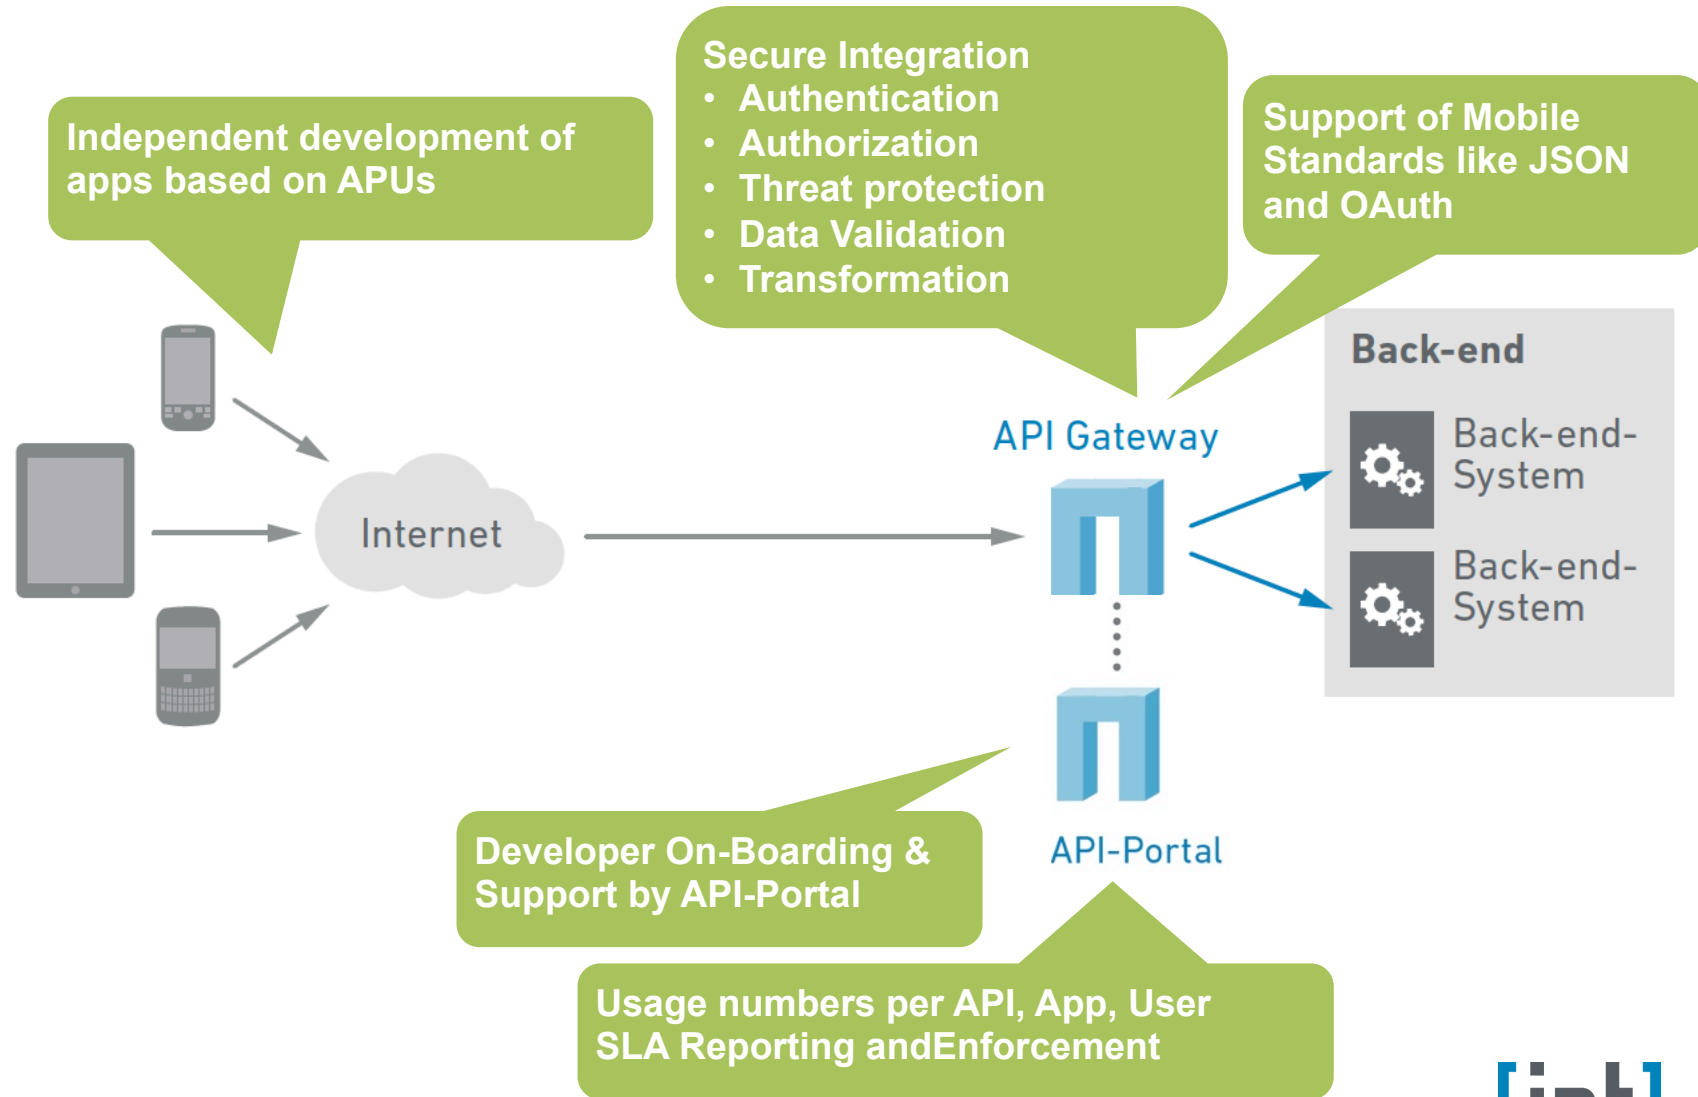 Secure Integration
• Authentication
• Authorization
• Threat protection
• Data Validation
• Transformation
Independent development of
apps based on APUs
Support of Mobile
Standards like JSON
and OAuth
Back-end
API Gateway
Back-end-
System
Internet
Back-end-
System
Developer On-Boarding &
Support by API-Portal
API-Portal
Usage numbers per API, App, User
SLA Reporting andEnforcement